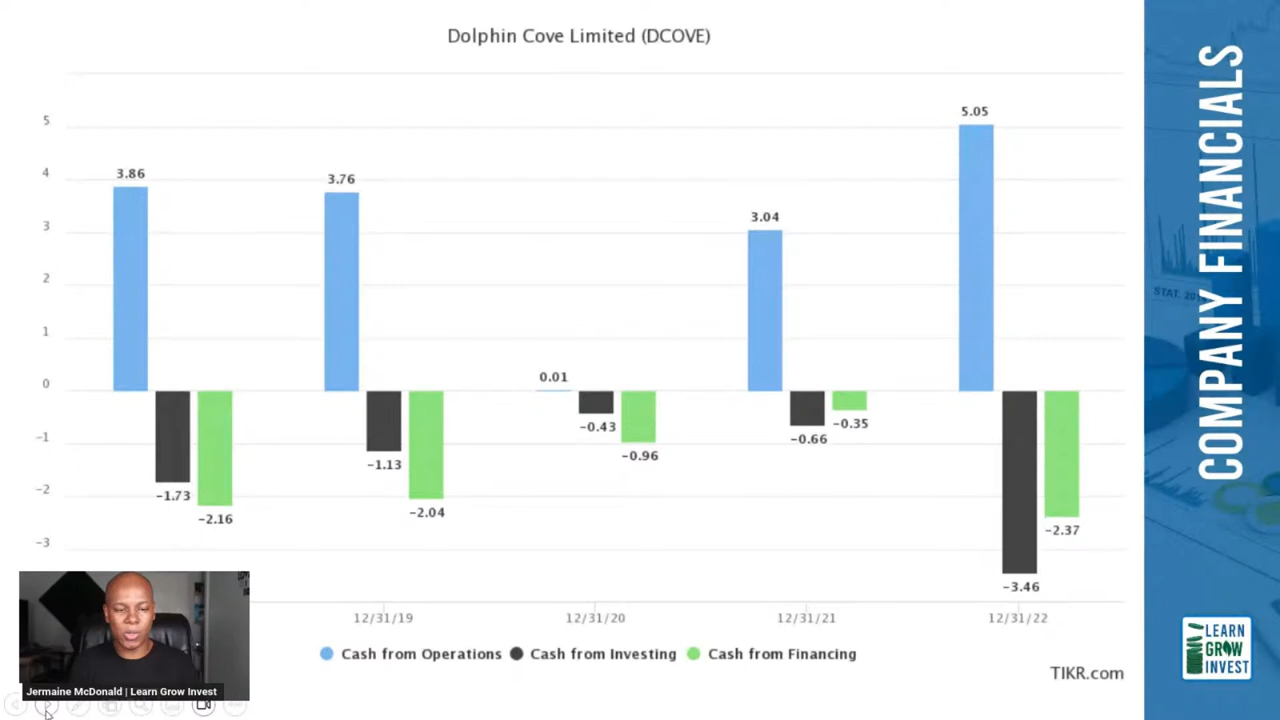 Dolphin Cove Limited (DCOVE)
5
4
3
2
1
0
-1
-2
-3
3.86
-1.73
-2.16
3.76
-1.13
-2.04
0.01
-0.43
-0.96
3.04
-0.66
-0.35
5.05
-3.46
-2.37
12/31/19
12/31/20
12/31/21
12/31/22
Cash from Operations
Cash from Investing
Cash from Financing
TIKR.com
COMPANY FINANCIALS
LEARN
GROW
INVEST
Jermaine McDonald | Learn Grow Invest